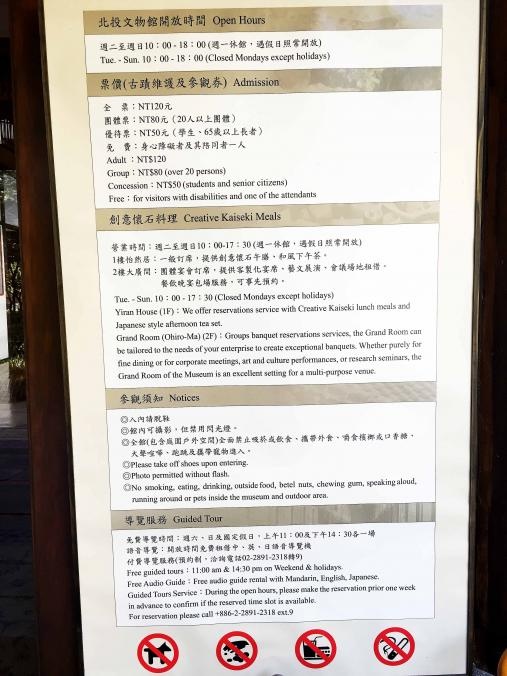 北投文物館開放時間 Open Hours
週二至週日10：00 - 18：00 (週一休館，遇假日照常開放)
Tue. - Sun. 10：00 - 18：00 (Closed Mondays except holidays)
票價(古蹟維護及參觀券) Admission
全　票：NT120元
團體票：NT80元（20人以上團體）
優待票：NT50元（學生、65歲以上長者）
免　費：身心障礙者及其陪同者一人
Adult：NT$120
Group：NT$80 (over 20 persons)
Concession：NT$50 (students and senior citizens)
Free：for visitors with disabilities and one of the attendants
創意懷石料理 Creative Kaiseki Meals
營業時間：週二至週日10：00-17：30 (週一休館，遇假日照常開放)
1樓怡然居：一般訂席，提供創意懷石午膳、和風下午茶。
2樓大廣間：團體宴會訂席，提供客製化宴席、藝文展演、會議場地租借。
餐飲晚宴包場服務，可事先預約。
Tue. - Sun. 10：00 - 17：30 (Closed Mondays except holidays)
Yiran House (1F)：We offer reservations service with Creative Kaiseki lunch meals and
Japanese style afternoon tea set.
Grand Room (Ohiro-Ma) (2F)：Groups banquet reservations services, the Grand Room can
be tailored to the needs of your enterprise to create exceptional banquets. Whether purely for
fine dining or for corporate meetings, art and culture performances, or research seminars, the
Grand Room of the Museum is an excellent setting for a multi-purpose venue.
參觀須知 Notices
◎入內請脫鞋
◎館內可攝影，但禁用閃光燈。
◎全館(包含庭園戶外空間)全面禁止吸菸或飲食、攜帶外食、嚼食檳榔或口香糖、
大聲喧嘩、跑跳及攜帶寵物進入。
◎Please take off shoes upon entering.
◎Photo permitted without flash.
◎No smoking, eating, drinking, outside food, betel nuts, chewing gum, speaking aloud,
running around or pets inside the museum and outdoor area.
導覽服務 Guided Tour
免費導覽時間：週六、日及國定假日，上午11：00及下午14：30各一場
語音導覽：開放時間免費租借中、英、日語音導覽機
付費導覽服務(預約制，洽詢電話02-2891-2318轉9)
Free guided tours：11:00 am & 14:30 pm on Weekend & holidays.
Free Audio Guide：Free audio guide rental with Mandarin, English, Japanese.
Guided Tours Service：During the open hours, please make the reservation prior one week
in advance to confirm if the reserved time slot is available.
For reservation please call +886-2-2891-2318 ext.9